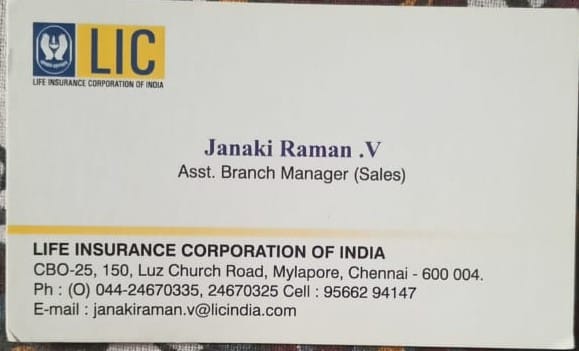 LIC
LIFE INSURANCE CORPORATION OF INDIA
Janaki Raman .V
Asst. Branch Manager (Sales)
LIFE INSURANCE CORPORATION OF INDIA
CBO-25, 150, Luz Church Road, Mylapore, Chennai - 600 004.
Ph : (O) 044-24670335, 24670325 Cell : 95662 94147
E-mail : janakiraman.v@licindia.com